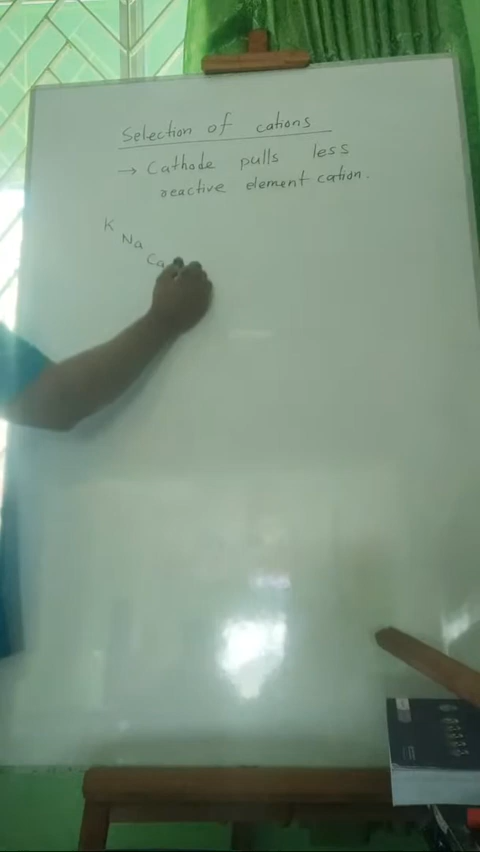 Selection of cations
→ Cathode pulls less
reactive element cation.
K
Na
Ca